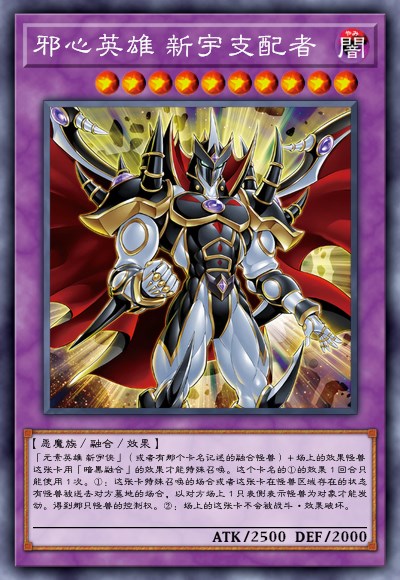 邪心英雄 新宇支配者
やみ
闇
【恶魔族/融合/效果】
「元素英雄 新宇侠」(或者有那个卡名记述的融合怪兽)+场上的效果怪兽
这张卡用「暗黑融合」的效果才能特殊召唤。这个卡名的①的效果1回合只
能使用1次。①:这张卡特殊召唤的场合或者这张卡在怪兽区域存在的状态
有怪兽被送去对方墓地的场合,以对方场上1只表侧表示怪兽为对象才能发
动。得到那只怪兽的控制权。②:场上的这张卡不会被战斗·效果破坏。
ATK/2500 DEF/2000